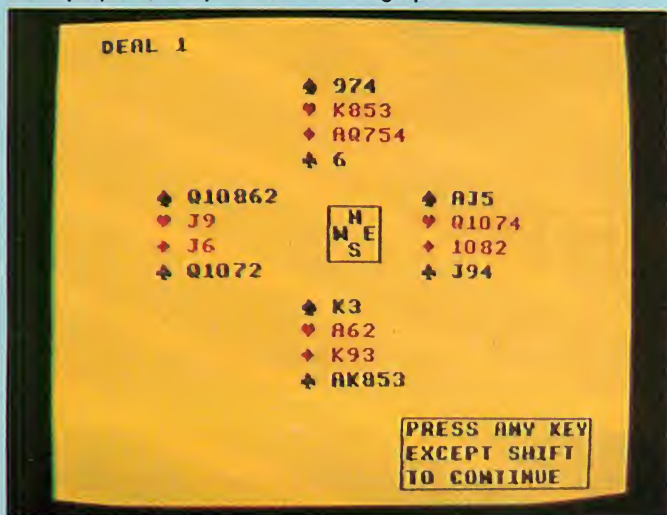 DEAL 1
♠ 974
♥ K853
♦ AQ754
♣ 6
♠ Q10862
♥ J9
♦ J6
♣ Q1072
N
W E
S
♠ AJ5
♥ Q1074
♦ 1082
♣ J94
♠ K3
♥ A62
♦ K93
♣ AK853
PRESS ANY KEY
EXCEPT SHIFT
TO CONTINUE